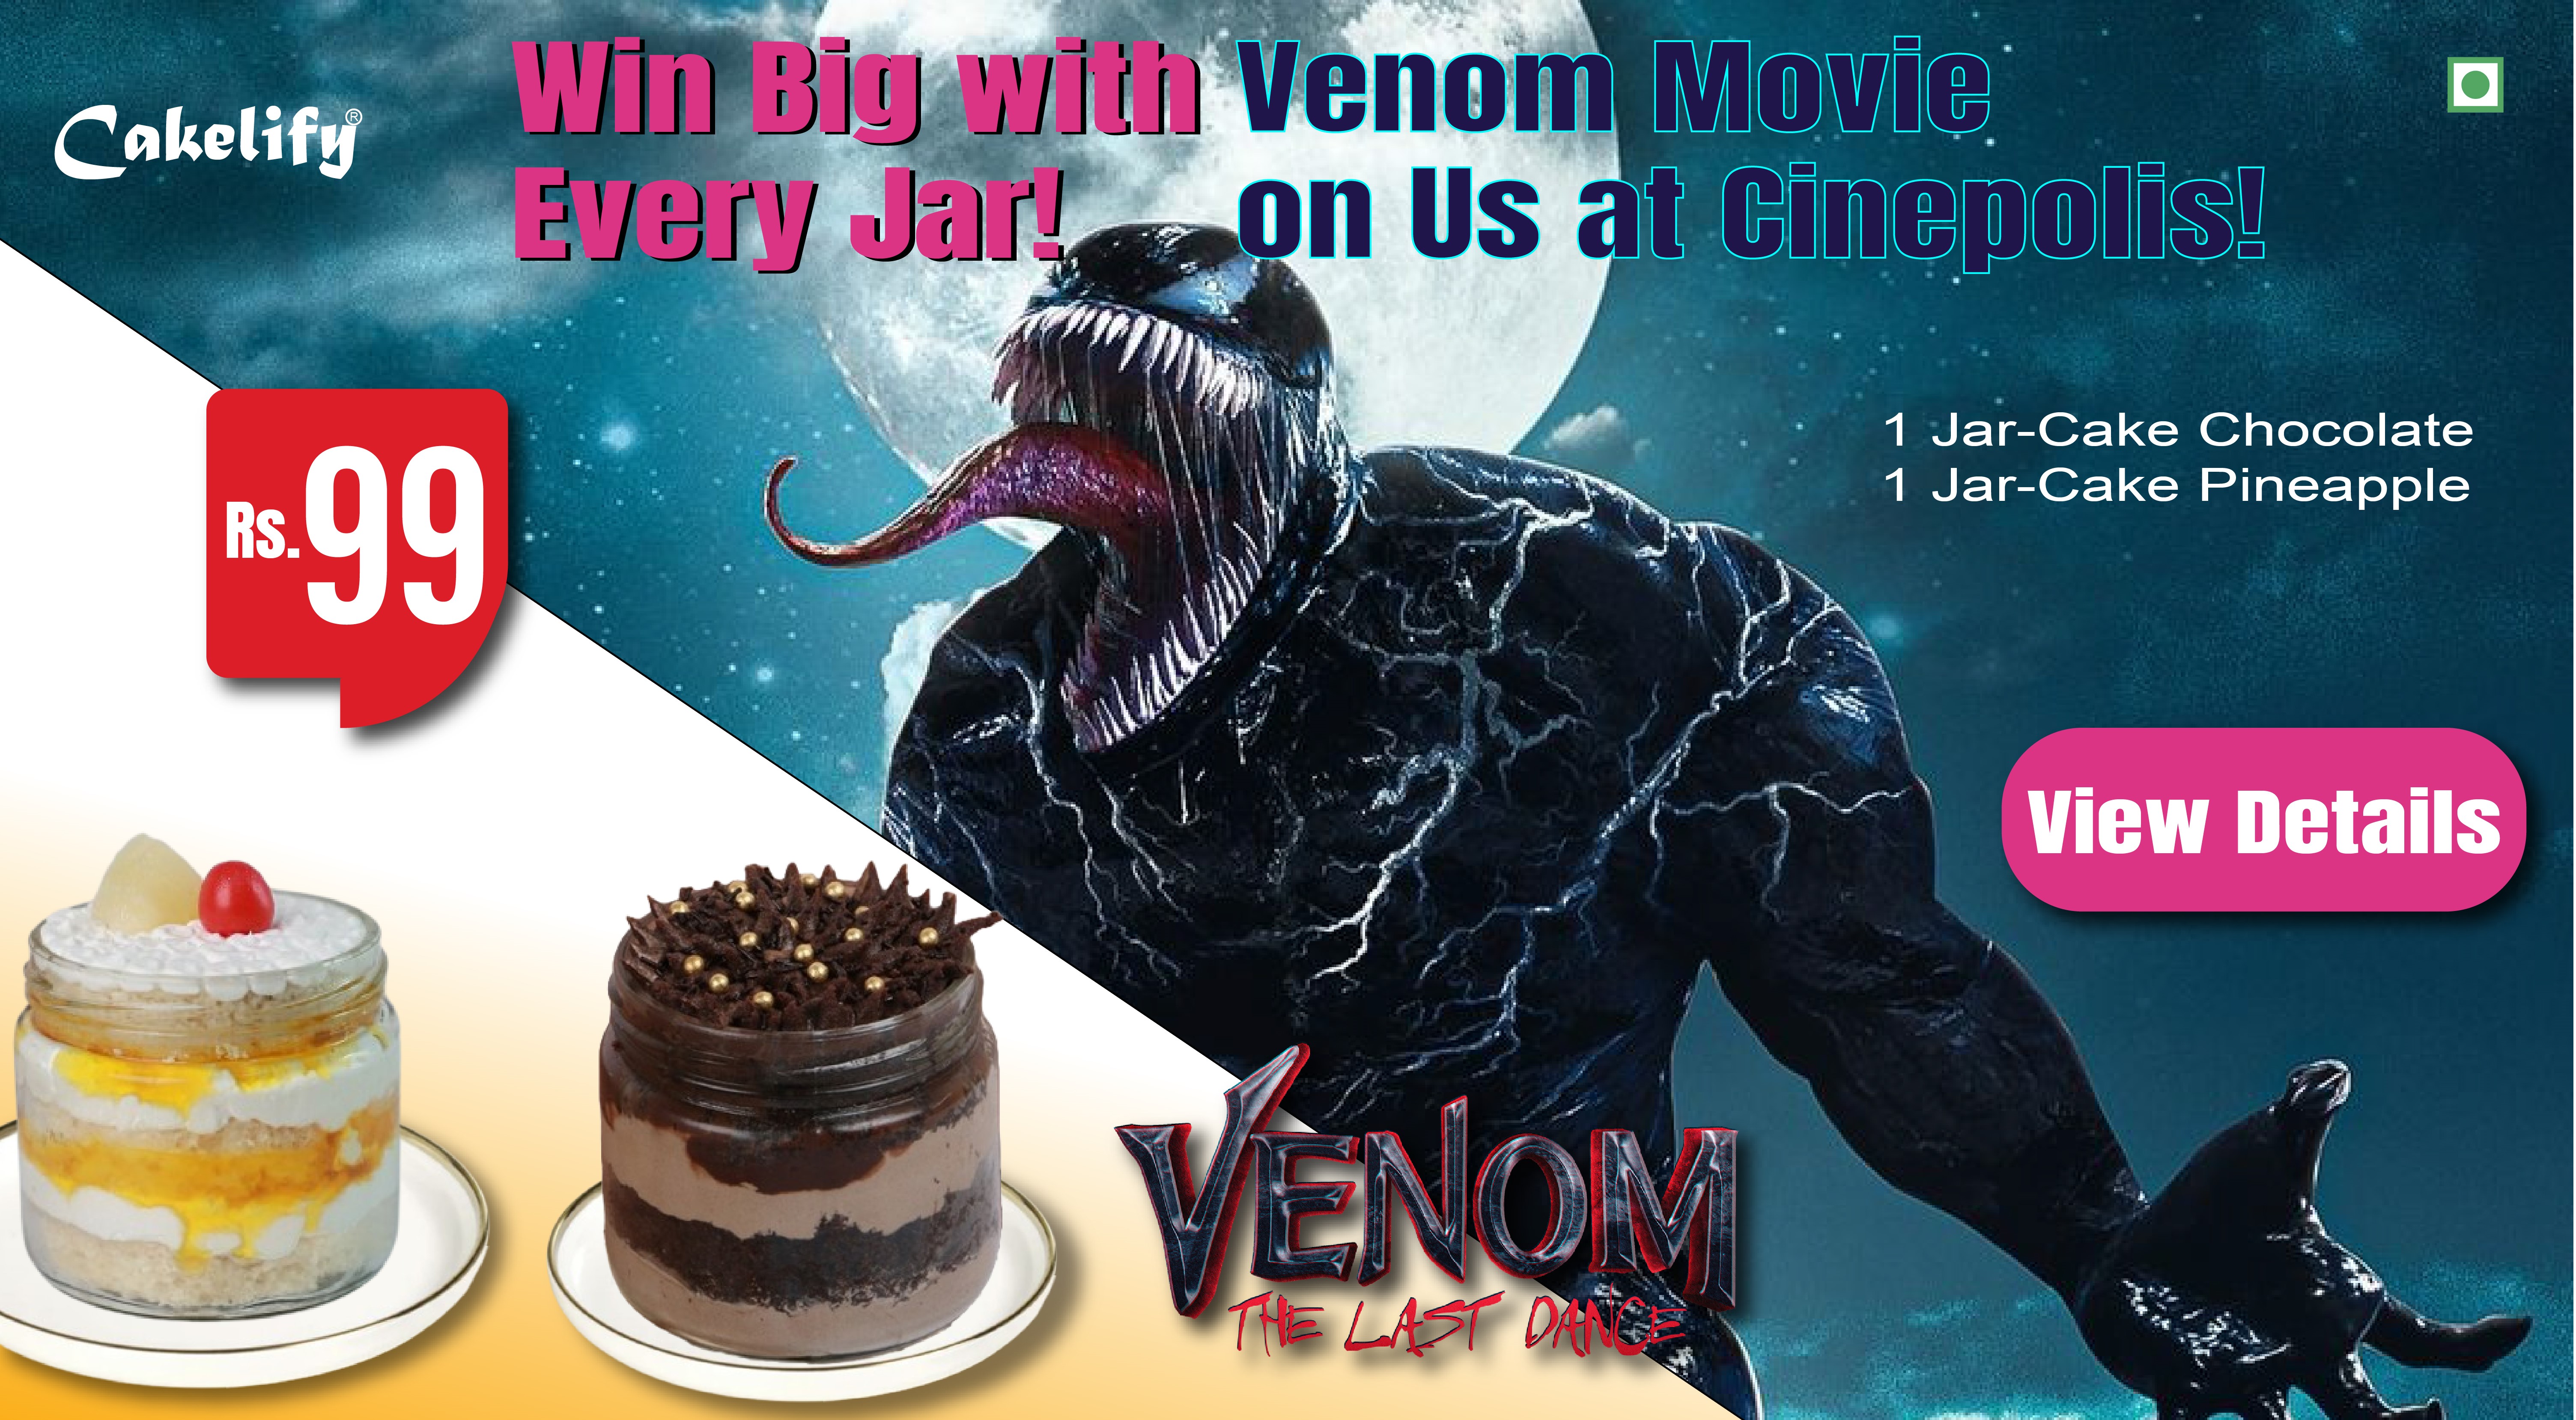 Cakelify®
Win Big with
Every Jar!
Venom Movie
on Us at Cinepolis!
Rs.99
1 Jar-Cake Chocolate
1 Jar-Cake Pineapple
View Details
VENOM
THE LAST DANCE